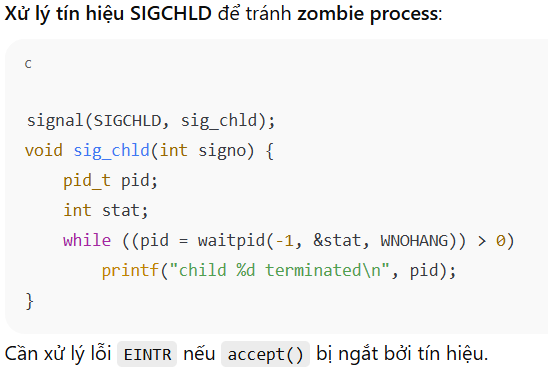 Xử lý tín hiệu SIGCHLD để tránh zombie process:
c
signal(SIGCHLD, sig_chld);
void sig_chld(int signo) {
    pid_t pid;
    int stat;
    while ((pid = waitpid(-1, &stat, WNOHANG)) > 0)
        printf("child %d terminated\n", pid);
}
Cần xử lý lỗi EINTR nếu accept() bị ngắt bởi tín hiệu.